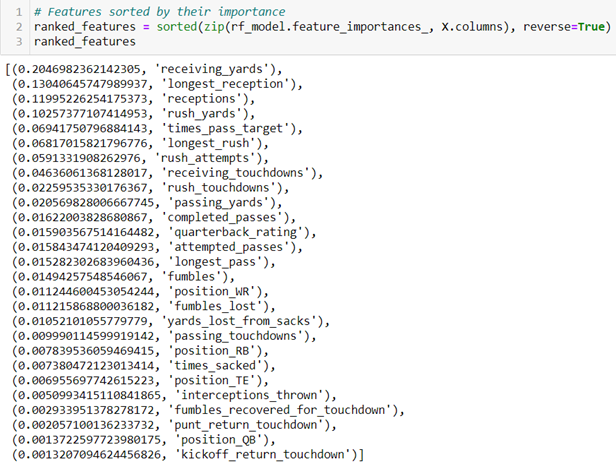 1 # Features sorted by their importance
2 ranked_features = sorted(zip(rf_model.feature_importances_, X.columns), reverse=True)
3 ranked_features
[(0.2046982362142305, 'receiving_yards'),
(0.13040645747989937, 'longest_reception'),
(0.11995226254175373, 'receptions'),
(0.10257377107414953, 'rush_yards'),
(0.06941750796884143, 'times_pass_target'),
(0.06817015821796776, 'longest_rush'),
(0.0591331908262976, 'rush_attempts'),
(0.04636061368128017, 'receiving_touchdowns'),
(0.02259535330176367, 'rush_touchdowns'),
(0.020569828006667745, 'passing_yards'),
(0.01622003828680867, 'completed_passes'),
(0.015903567514164482, 'quarterback_rating'),
(0.015843474120409293, 'attempted_passes'),
(0.015282302683960436, 'longest_pass'),
(0.01494257548546067, 'fumbles'),
(0.011244600453054244, 'position_WR'),
(0.011215868800036182, 'fumbles_lost'),
(0.01052101055779779, 'yards_lost_from_sacks'),
(0.009990114599919142, 'passing_touchdowns'),
(0.007839536059469415, 'position_RB'),
(0.007380472123013414, 'times_sacked'),
(0.006955697742615223, 'position_TE'),
(0.0050993415110841865, 'interceptions_thrown'),
(0.002933951378278172, 'fumbles_recovered_for_touchdown'),
(0.002057100136233732, 'punt_return_touchdown'),
(0.0013722597723980175, 'position_QB'),
(0.0013207094624456826, 'kickoff_return_touchdown')]